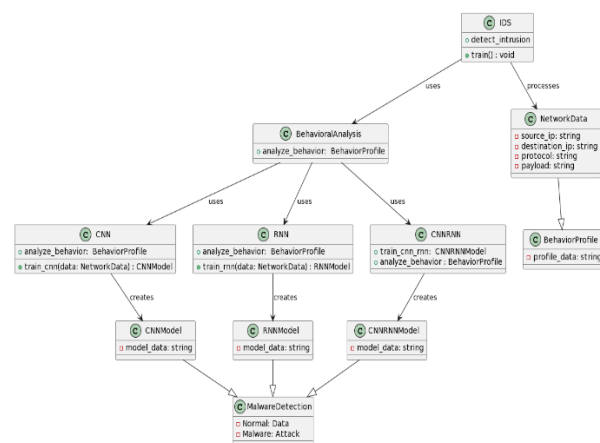 C IDS
detect_intrusion
train() : void
uses
processes
C BehavioralAnalysis
analyze_behavior: BehaviorProfile
C NetworkData
source_ip: string
destination_ip: string
protocol: string
payload: string
uses
uses
uses
C CNN
analyze_behavior: BehaviorProfile
train_cnn(data: NetworkData) : CNNModel
C RNN
analyze_behavior: BehaviorProfile
train_rnn(data: NetworkData) : RNNModel
C CNNRNN
train_cnn_rnn: CNNRNNModel
analyze_behavior : BehaviorProfile
C BehaviorProfile
profile_data: string
creates
creates
creates
C CNNModel
model_data: string
C RNNModel
model_data: string
C CNNRNNModel
model_data: string
C MalwareDetection
Normal: Data
Malware: Attack